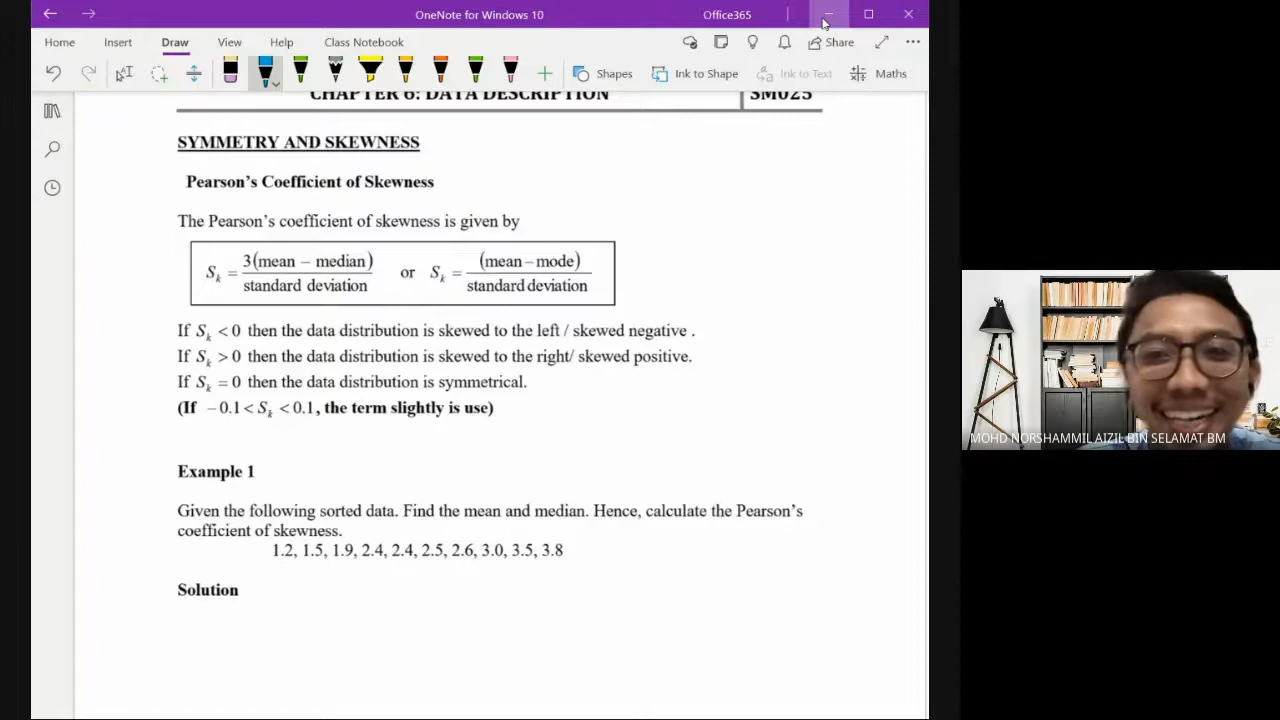 OneNote for Windows 10
Office365
Home Insert Draw View Help Class Notebook
Share
Shapes Ink to Shape Ink to Text Maths
CHAPTER 6: DATA DESCRIPTION SM025
SYMMETRY AND SKEWNESS
Pearson's Coefficient of Skewness
The Pearson's coefficient of skewness is given by
S_k = 3(mean – median) / standard deviation or S_k = (mean – mode) / standard deviation
If S_k < 0 then the data distribution is skewed to the left / skewed negative .
If S_k > 0 then the data distribution is skewed to the right/ skewed positive.
If S_k = 0 then the data distribution is symmetrical.
(If – 0.1 < S_k < 0.1, the term slightly is use)
Example 1
Given the following sorted data. Find the mean and median. Hence, calculate the Pearson's
coefficient of skewness.
1.2, 1.5, 1.9, 2.4, 2.4, 2.5, 2.6, 3.0, 3.5, 3.8
Solution
MOHD NORSHAMMIL AIZIL BIN SELAMAT BM